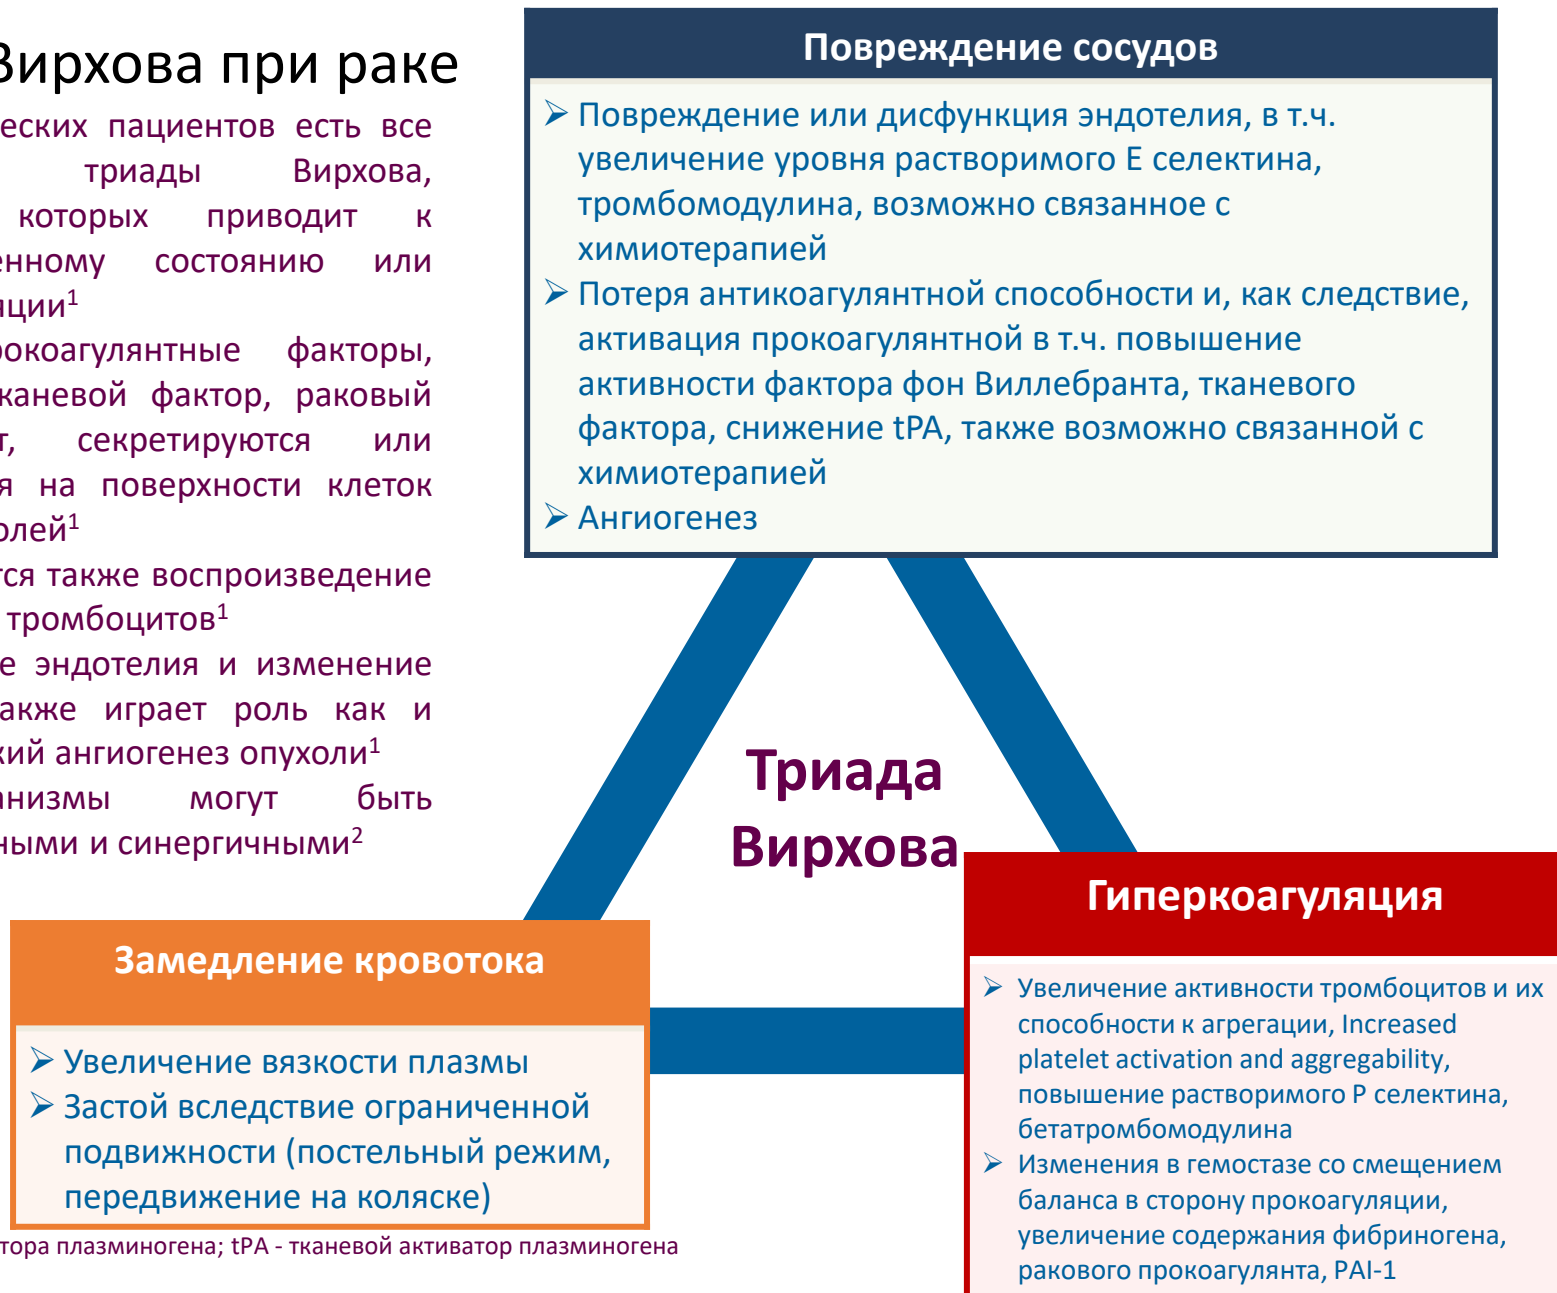 Вирхова при раке
еских пациентов есть все
триады Вирхова,
которых приводит к
енному состоянию или
яции¹
рокоагулянтные факторы,
каневой фактор, раковый
т, секретируются или
я на поверхности клеток
олей¹
тся также воспроизведение
тромбоцитов¹
е эндотелия и изменение
акже играет роль как и
кий ангиогенез опухоли¹
анизмы могут быть
ными и синергичными²
Повреждение сосудов
➢ Повреждение или дисфункция эндотелия, в т.ч.
увеличение уровня растворимого Е селектина,
тромбомодулина, возможно связанное с
химиотерапией
➢ Потеря антикоагулянтной способности и, как следствие,
активация прокоагулянтной в т.ч. повышение
активности фактора фон Виллебранта, тканевого
фактора, снижение tPA, также возможно связанной с
химиотерапией
➢ Ангиогенез
Триада
Вирхова
Замедление кровотока
➢ Увеличение вязкости плазмы
➢ Застой вследствие ограниченной
подвижности (постельный режим,
передвижение на коляске)
Гиперкоагуляция
➢ Увеличение активности тромбоцитов и их
способности к агрегации, Increased
platelet activation and aggregability,
повышение растворимого Р селектина,
бетатромбомодулина
➢ Изменения в гемостазе со смещением
баланса в сторону прокоагуляции,
увеличение содержания фибриногена,
ракового прокоагулянта, PAI-1
тора плазминогена; tPA - тканевой активатор плазминогена